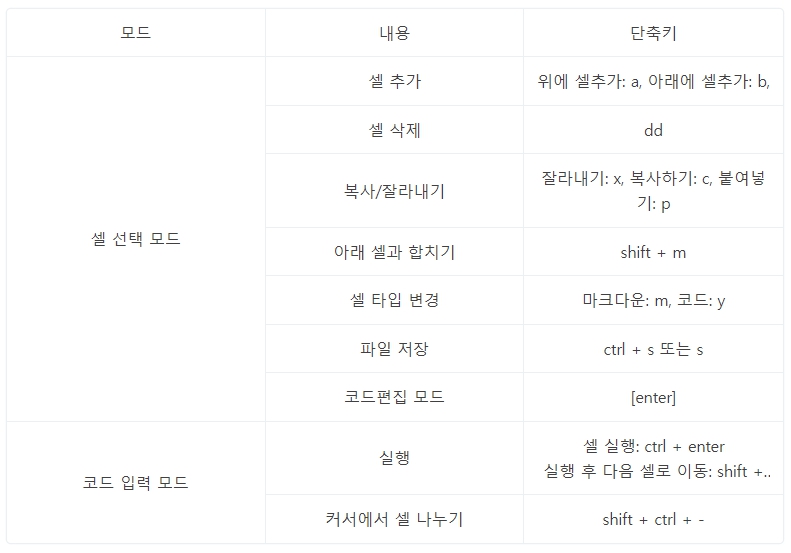 모드 내용 단축키
셀 추가 위에 셀추가: a, 아래에 셀추가: b,
셀 삭제 dd
복사/잘라내기 잘라내기: x, 복사하기: c, 붙여넣
기: p
셀 선택 모드
아래 셀과 합치기 shift + m
셀 타입 변경 마크다운: m, 코드: y
파일 저장 ctrl + s 또는 s
코드편집 모드 [enter]
코드 입력 모드
실행 셀 실행: ctrl + enter
실행 후 다음 셀로 이동: shift +..
커서에서 셀 나누기 shift + ctrl + -